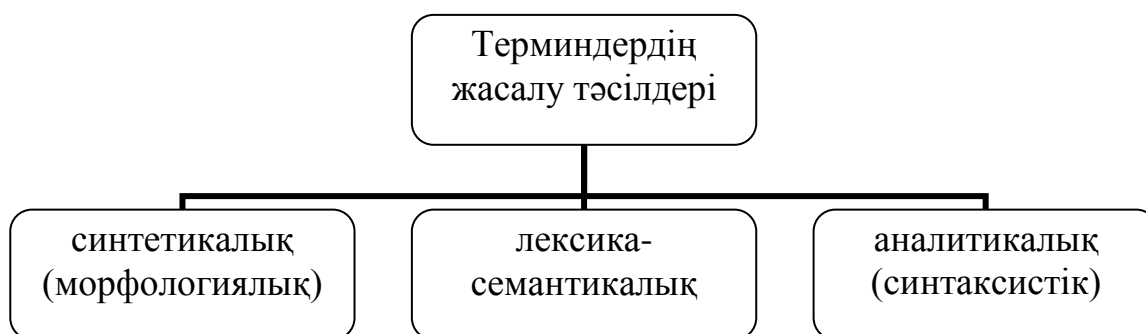 Терминдердің
жасалу тәсілдері
синтетикалық
(морфологиялық)
лексика-
семантикалық
аналитикалық
(синтаксистік)